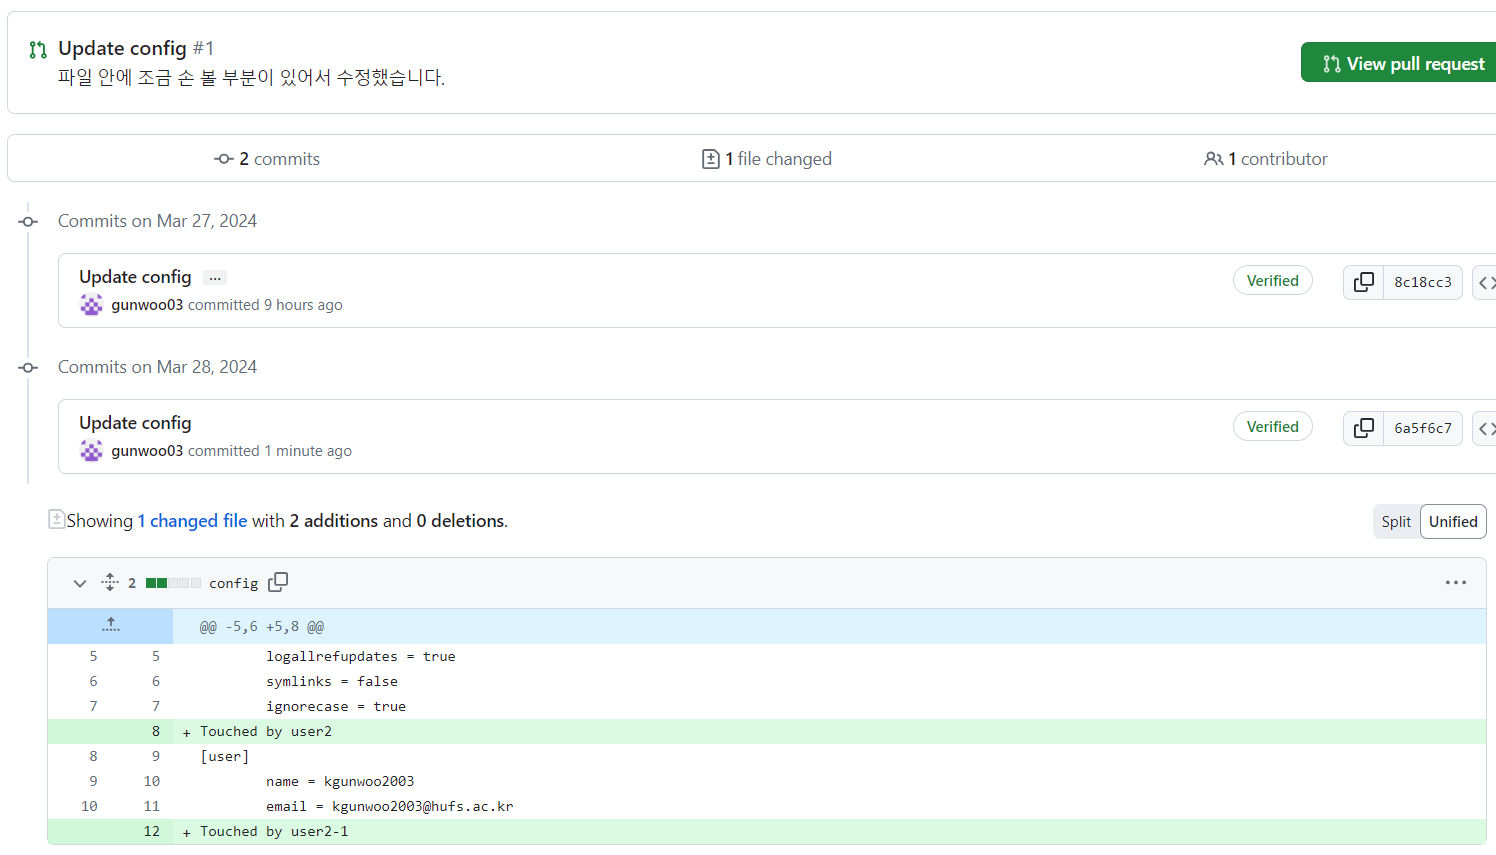 Update config #1
파일 안에 조금 손 볼 부분이 있어서 수정했습니다.
View pull request
2 commits
1 file changed
1 contributor
Commits on Mar 27, 2024
Update config ...
Verified
8c18cc3
gunwoo03 committed 9 hours ago
Commits on Mar 28, 2024
Update config
Verified
6a5f6c7
gunwoo03 committed 1 minute ago
Showing 1 changed file with 2 additions and 0 deletions.
Split Unified
2 config
@@ -5,6 +5,8 @@
5 5 logallrefupdates = true
6 6 symlinks = false
7 7 ignorecase = true
8 + Touched by user2
8 9 [user]
9 10 name = kgunwoo2003
10 11 email = kgunwoo2003@hufs.ac.kr
12 + Touched by user2-1